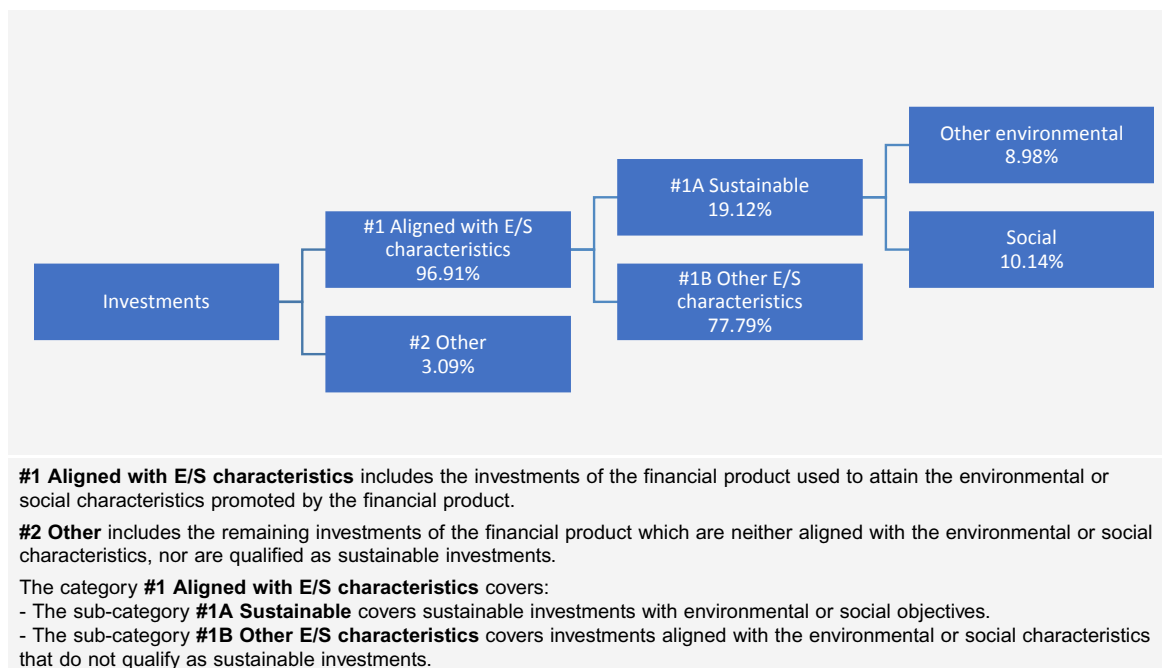 Investments
#1 Aligned with E/S
characteristics
96.91%
#2 Other
3.09%
#1A Sustainable
19.12%
#1B Other E/S
characteristics
77.79%
Other environmental
8.98%
Social
10.14%
#1 Aligned with E/S characteristics includes the investments of the financial product used to attain the environmental or
social characteristics promoted by the financial product.
#2 Other includes the remaining investments of the financial product which are neither aligned with the environmental or social
characteristics, nor are qualified as sustainable investments.
The category #1 Aligned with E/S characteristics covers:
- The sub-category #1A Sustainable covers sustainable investments with environmental or social objectives.
- The sub-category #1B Other E/S characteristics covers investments aligned with the environmental or social characteristics
that do not qualify as sustainable investments.